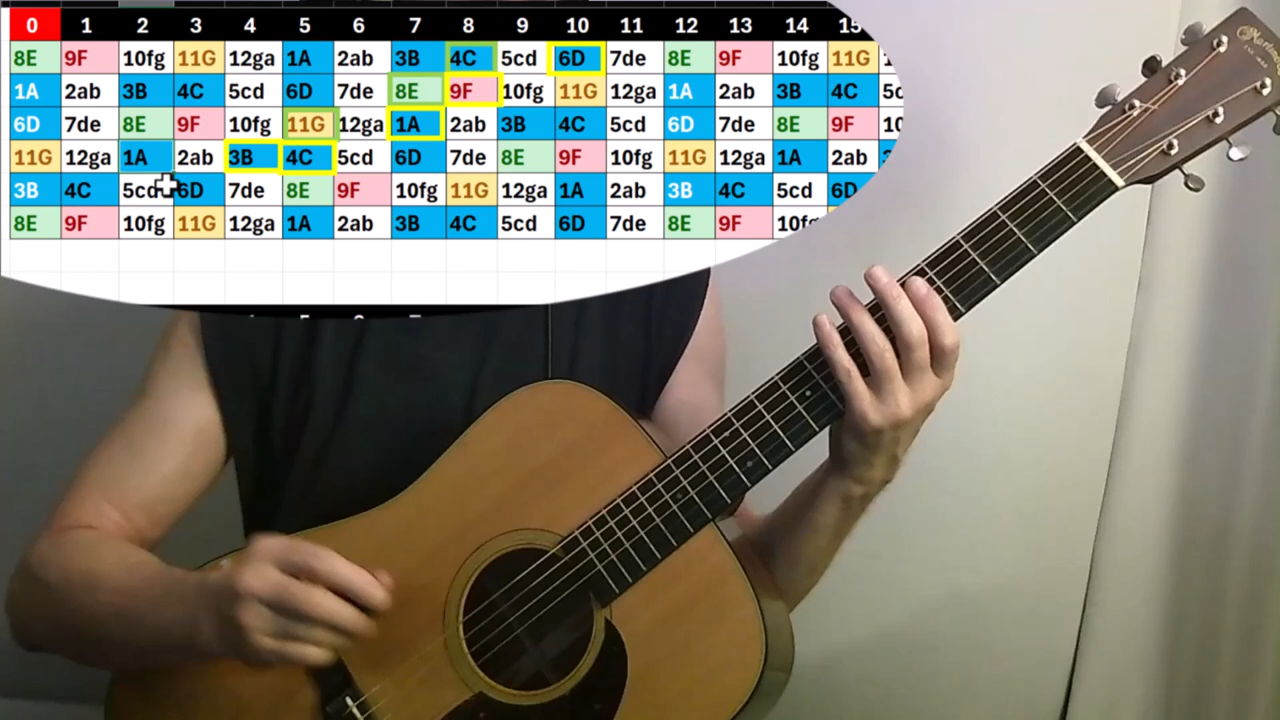 0 1 2 3 4 5 6 7 8 9 10 11 12 13 14 15
8E 9F 10fg 11G 12ga 1A 2ab 3B 4C 5cd 6D 7de 8E 9F 10fg 11G
1A 2ab 3B 4C 5cd 6D 7de 8E 9F 10fg 11G 12ga 1A 2ab 3B 4C
6D 7de 8E 9F 10fg 11G 12ga 1A 2ab 3B 4C 5cd 6D 7de 8E 9F
11G 12ga 1A 2ab 3B 4C 5cd 6D 7de 8E 9F 10fg 11G 12ga 1A 2ab
3B 4C 5cd 6D 7de 8E 9F 10fg 11G 12ga 1A 2ab 3B 4C 5cd 6D
8E 9F 10fg 11G 12ga 1A 2ab 3B 4C 5cd 6D 7de 8E 9F 10fg